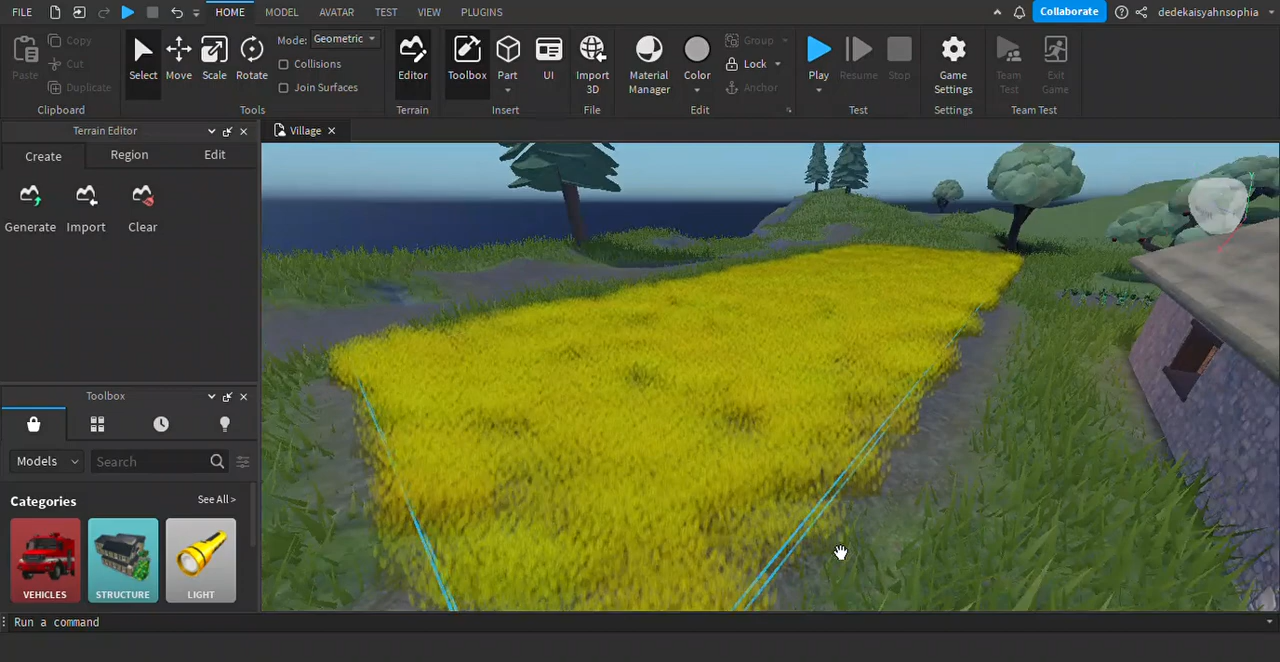 FILE HOME MODEL AVATAR TEST VIEW PLUGINS Collaborate dedekaisyahnsophia
Paste Copy Cut Duplicate
Clipboard
Select Move Scale Rotate Mode: Geometric
Collisions
Join Surfaces
Tools
Editor
Terrain
Toolbox Part UI
Insert
Import 3D
File
Material Manager Color Group Lock Anchor
Edit
Play Resume Stop
Test
Game Settings
Settings
Team Test Exit Game
Team Test
Terrain Editor
Create Region Edit
Generate Import Clear
Village
Toolbox
Models Search
Categories See All >
VEHICLES STRUCTURE LIGHT
Run a command